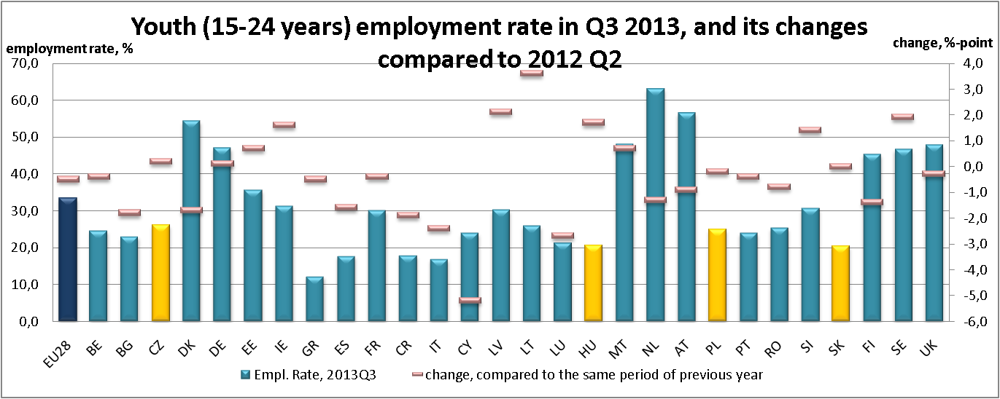 Youth (15-24 years) employment rate in Q3 2013, and its changes
compared to 2012 Q2
employment rate, %
change, %-point
70,0
60,0
50,0
40,0
30,0
20,0
10,0
0,0
4,0
3,0
2,0
1,0
0,0
-1,0
-2,0
-3,0
-4,0
-5,0
-6,0
EU28
BE
BG
CZ
DK
DE
EE
IE
GR
ES
FR
CR
IT
CY
LV
LT
LU
HU
MT
NL
AT
PL
PT
RO
SI
SK
FI
SE
UK
Empl. Rate, 2013Q3
change, compared to the same period of previous year